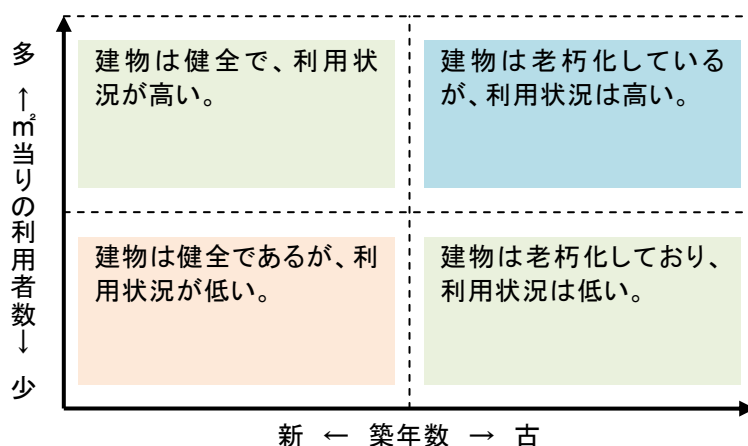 多 ←㎡当りの利用者数→ 少
建物は健全で、利用状
況が高い。
建物は老朽化している
が、利用状況は高い。
建物は健全であるが、利
用状況が低い。
建物は老朽化しており、
利用状況は低い。
新 ← 築年数 → 古